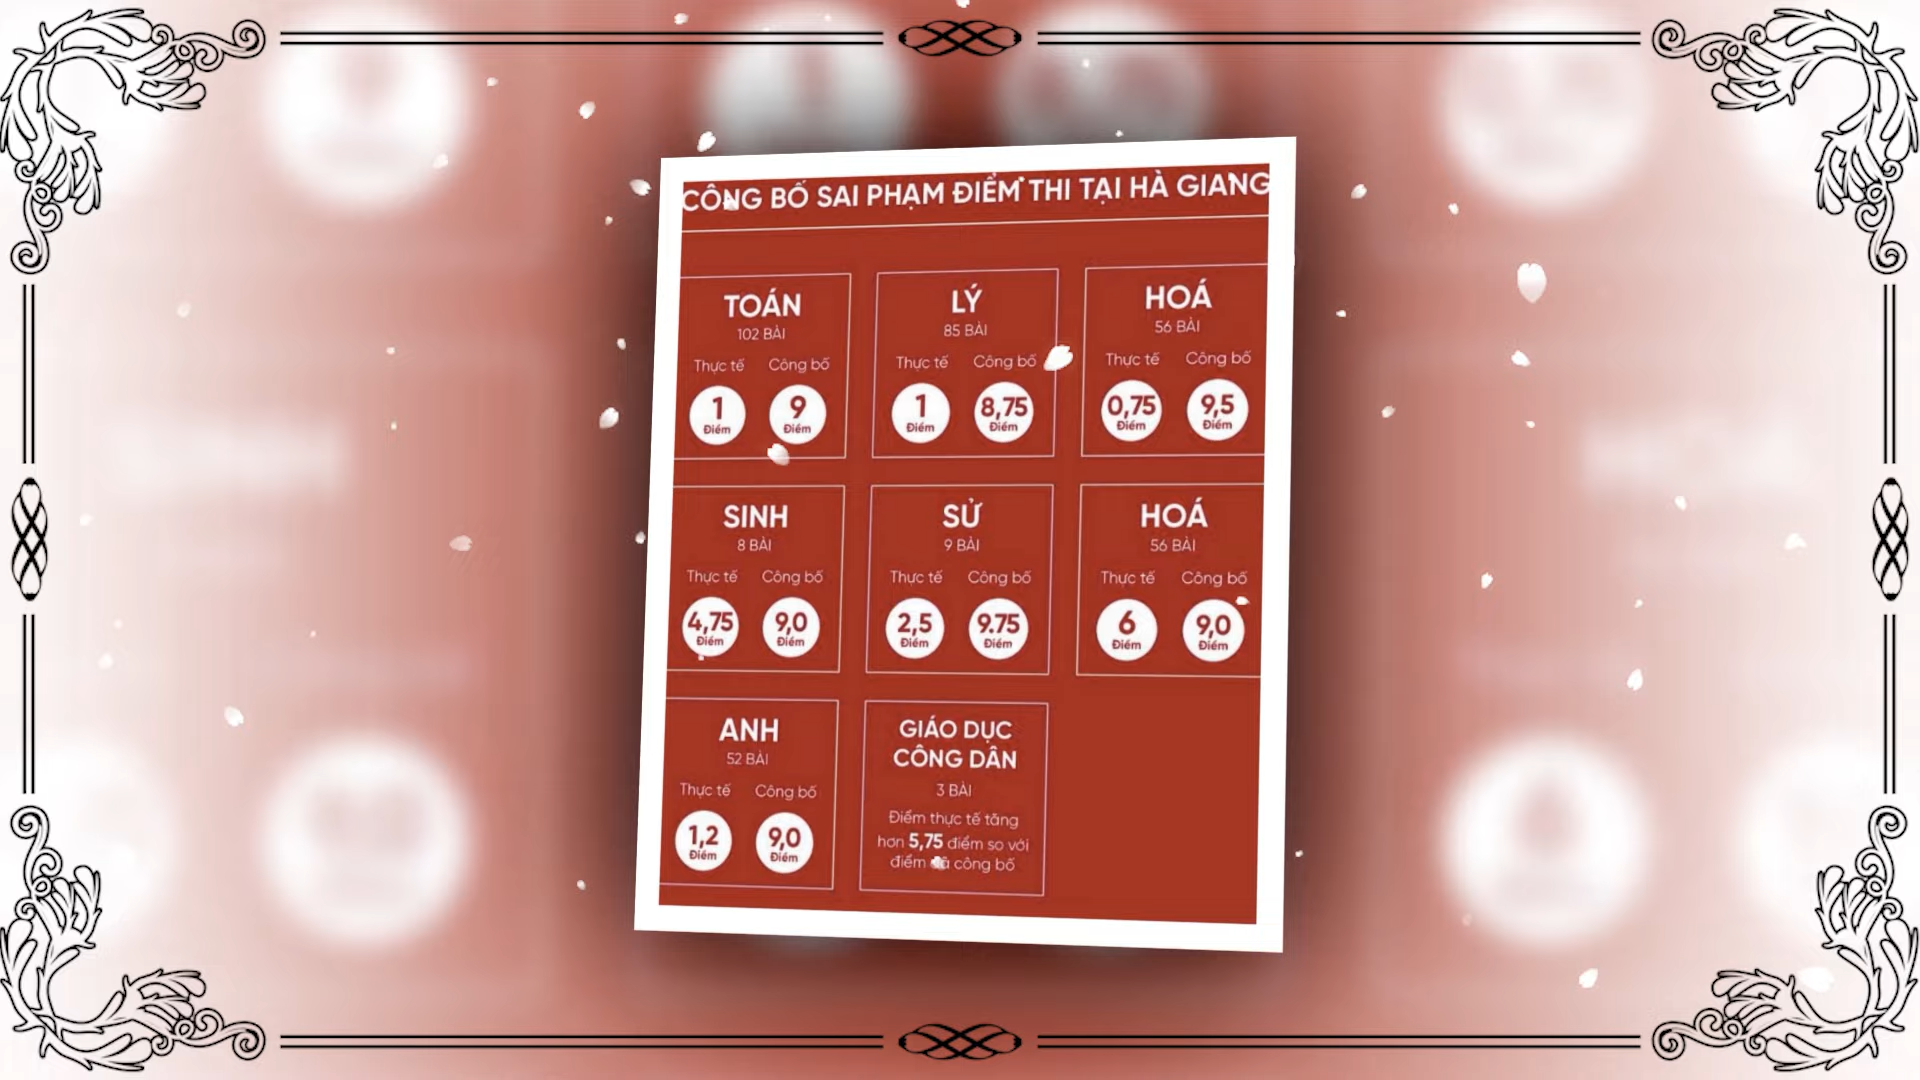 CÔNG BỐ SAI PHẠM ĐIỂM THI TẠI HÀ GIANG
TOÁN
102 BÀI
Thực tế Công bố
1 9
Điểm Điểm
LÝ
85 BÀI
Thực tế Công bố
1 8,75
Điểm Điểm
HOÁ
56 BÀI
Thực tế Công bố
0,75 9,5
Điểm Điểm
SINH
8 BÀI
Thực tế Công bố
4,75 9,0
Điểm Điểm
SỬ
9 BÀI
Thực tế Công bố
2,5 9.75
Điểm Điểm
HOÁ
56 BÀI
Thực tế Công bố
6 9,0
Điểm Điểm
ANH
52 BÀI
Thực tế Công bố
1,2 9,0
Điểm Điểm
GIÁO DỤC
CÔNG DÂN
3 BÀI
Điểm thực tế tăng
hơn 5,75 điểm so với
điểm đã công bố